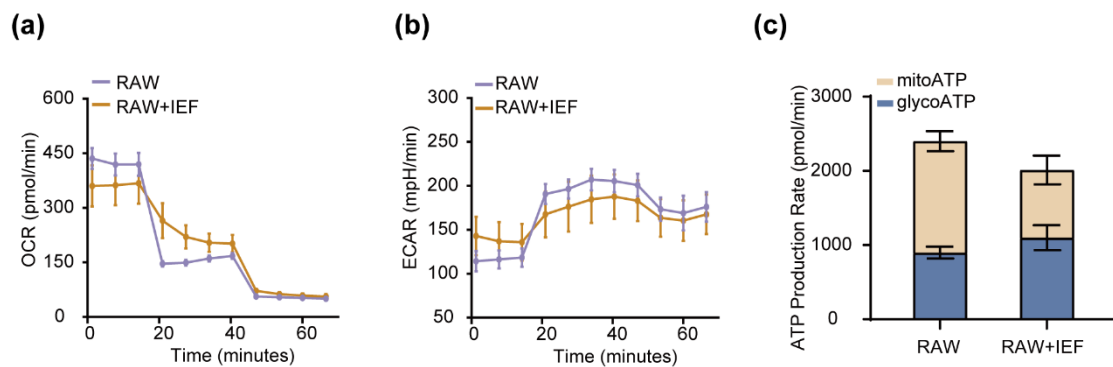 (a)
RAW
RAW+IEF
OCR (pmol/min)
600
450
300
150
0
0
20
40
60
Time (minutes)
(b)
RAW
RAW+IEF
ECAR (mpH/min)
300
250
200
150
100
50
0
20
40
60
Time (minutes)
(c)
mitoATP
glycoATP
ATP Production Rate (pmol/min)
3000
2000
1000
0
RAW
RAW+IEF